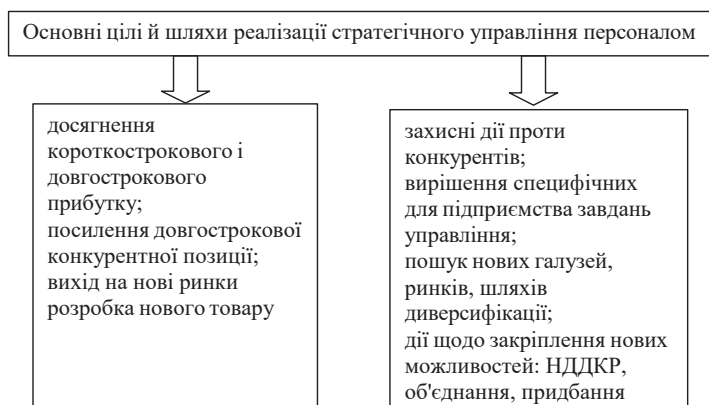 Основні цілі й шляхи реалізації стратегічного управління персоналом
досягнення
короткострокового і
довгострокового
прибутку;
посилення довгострокової
конкурентної позиції;
вихід на нові ринки
розробка нового товару
захисні дії проти
конкурентів;
вирішення специфічних
для підприємства завдань
управління;
пошук нових галузей,
ринків, шляхів
диверсифікації;
дії щодо закріплення нових
можливостей: НДДКР,
об'єднання, придбання